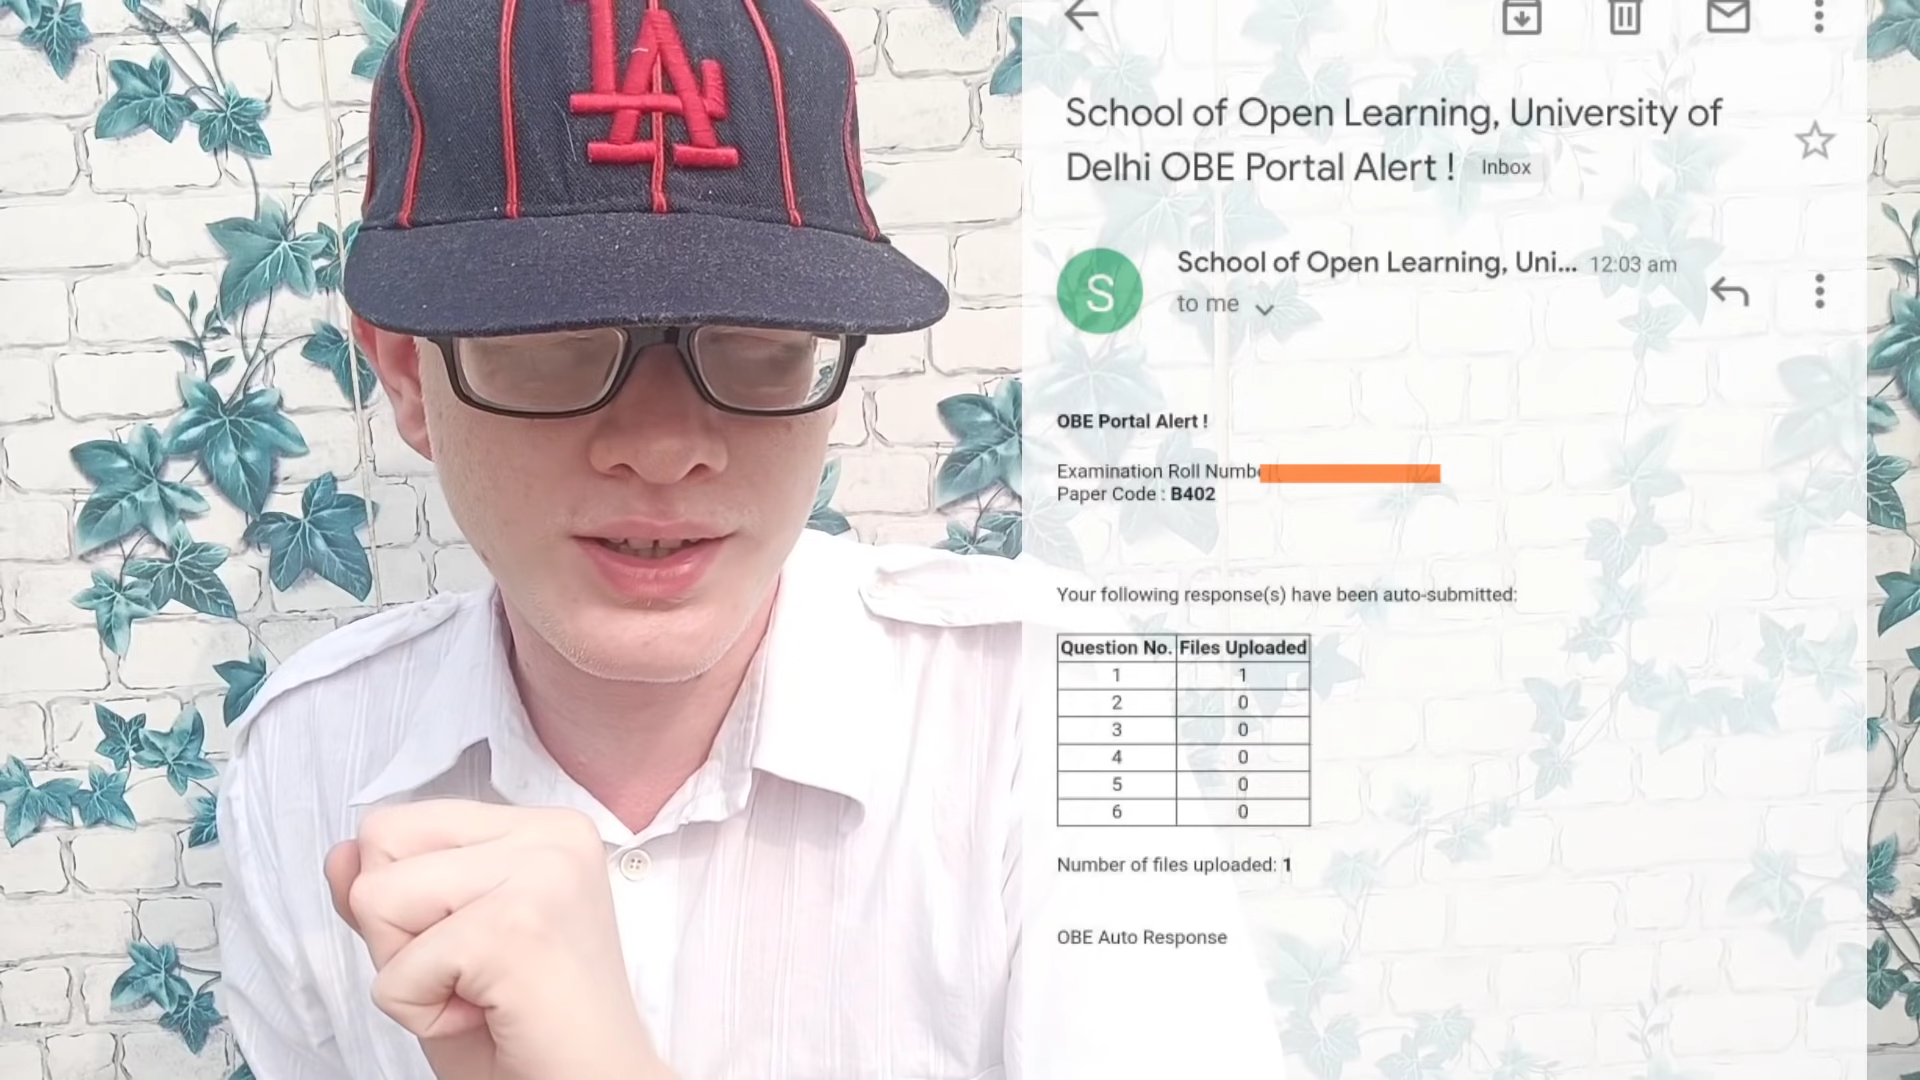 LA
School of Open Learning, University of
Delhi OBE Portal Alert ! Inbox
S
School of Open Learning, Uni... 12:03 am
to me
OBE Portal Alert !
Examination Roll Numbe
Paper Code : B402
Your following response(s) have been auto-submitted:
Question No. Files Uploaded
1 1
2 0
3 0
4 0
5 0
6 0
Number of files uploaded: 1
OBE Auto Response